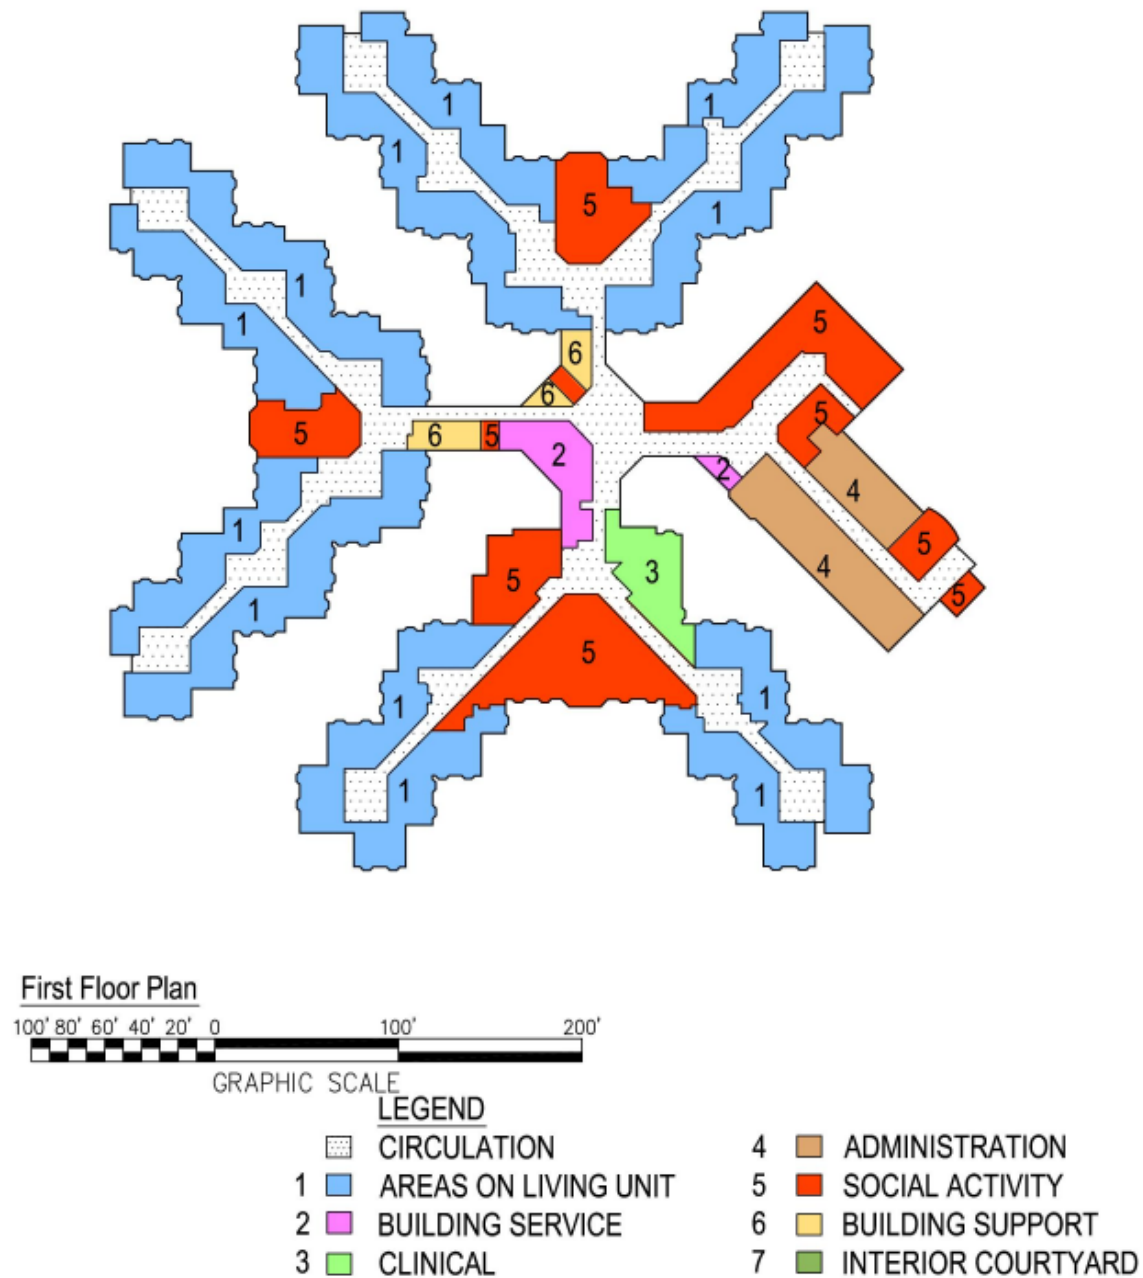 1
1
1
1
5
1
1
5
6
6
5
6
5
2
5
2
4
1
1
5
3
4
5
5
5
1
1
1
1
First Floor Plan
100' 80' 60' 40' 20' 0 100' 200'
GRAPHIC SCALE
LEGEND
CIRCULATION
1 AREAS ON LIVING UNIT
2 BUILDING SERVICE
3 CLINICAL
4 ADMINISTRATION
5 SOCIAL ACTIVITY
6 BUILDING SUPPORT
7 INTERIOR COURTYARD